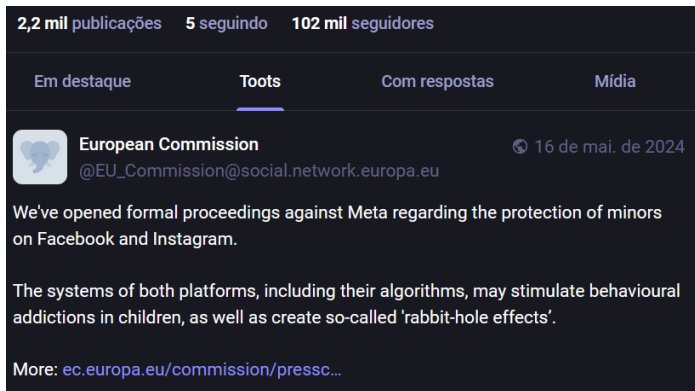 2,2 mil publicações 5 seguindo 102 mil seguidores
Em destaque Toots Com respostas Mídia
European Commission 16 de mai. de 2024
@EU_Commission@social.network.europa.eu
We've opened formal proceedings against Meta regarding the protection of minors
on Facebook and Instagram.
The systems of both platforms, including their algorithms, may stimulate behavioural
addictions in children, as well as create so-called 'rabbit-hole effects’.
More: ec.europa.eu/commission/pressc…